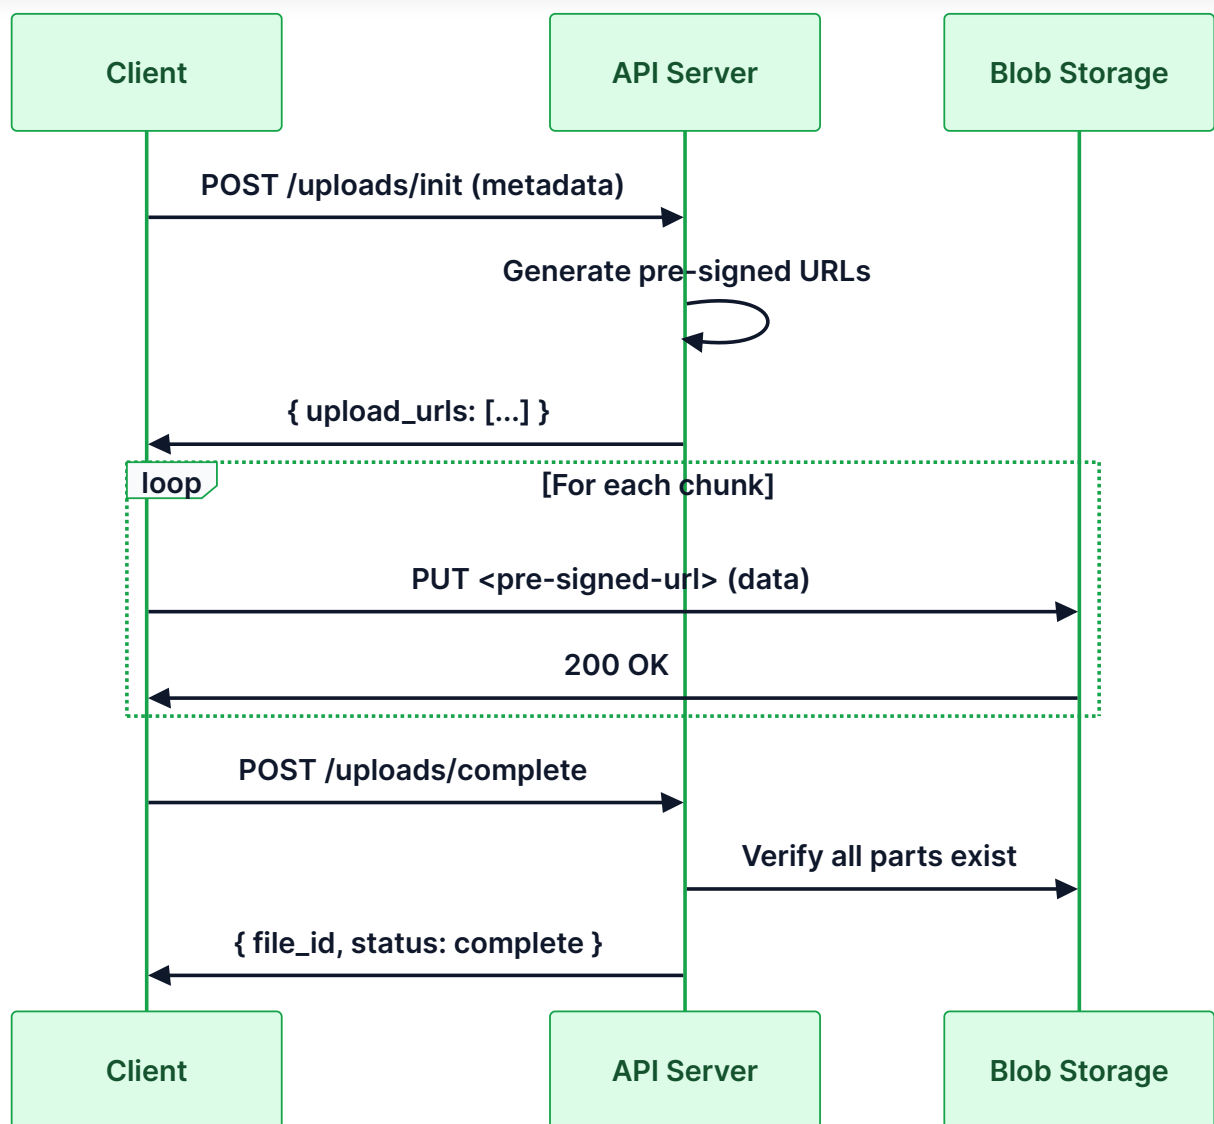 Client
API Server
Blob Storage
POST /uploads/init (metadata)
Generate pre-signed URLs
{ upload_urls: [...] }
loop
[For each chunk]
PUT <pre-signed-url> (data)
200 OK
POST /uploads/complete
Verify all parts exist
{ file_id, status: complete }
Client
API Server
Blob Storage